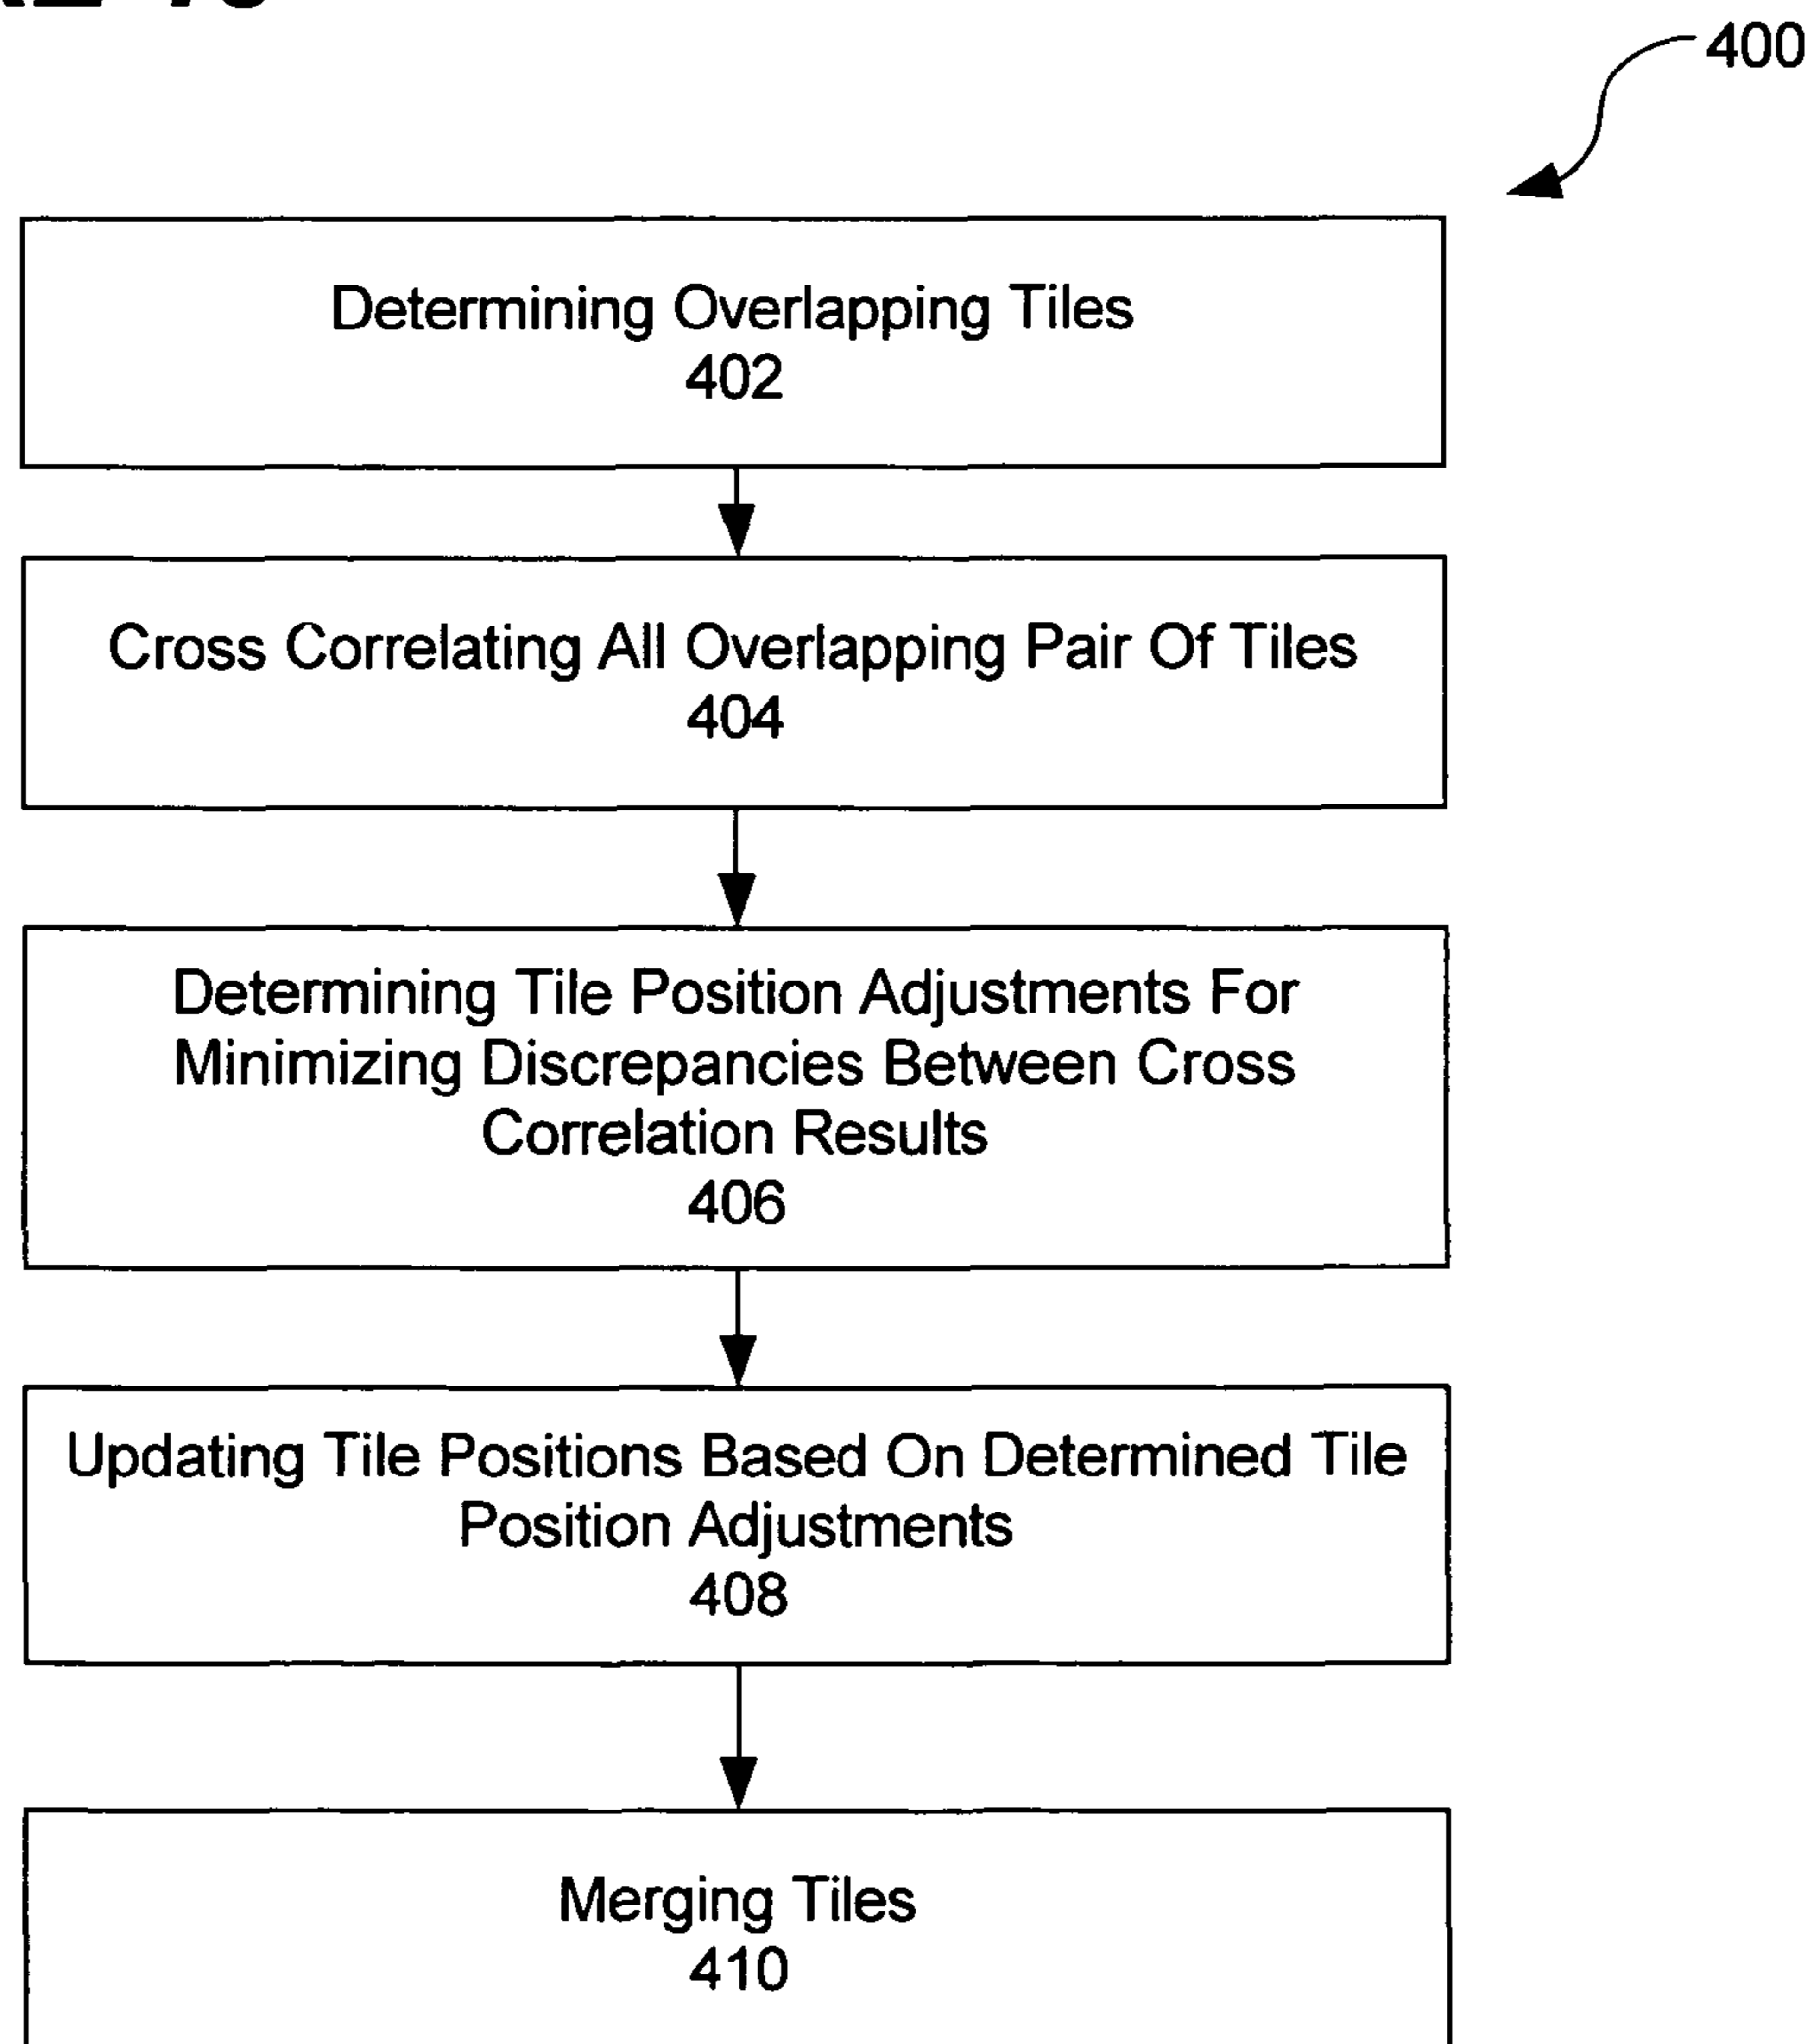 400
Determining Overlapping Tiles
402
Cross Correlating All Overlapping Pair Of Tiles
404
Determining Tile Position Adjustments For
Minimizing Discrepancies Between Cross
Correlation Results
406
Updating Tile Positions Based On Determined Tile
Position Adjustments
408
Merging Tiles
410